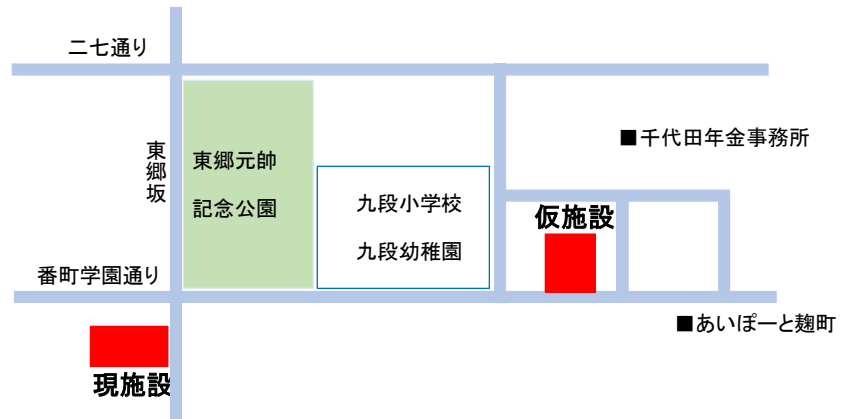 二七通り
■千代田年金事務所
東郷坂
東郷元帥
記念公園
九段小学校
九段幼稚園
仮施設
番町学園通り
■あいぽーと麹町
現施設